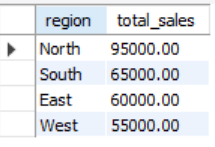 region total_sales
North 95000.00
South 65000.00
East 60000.00
West 55000.00